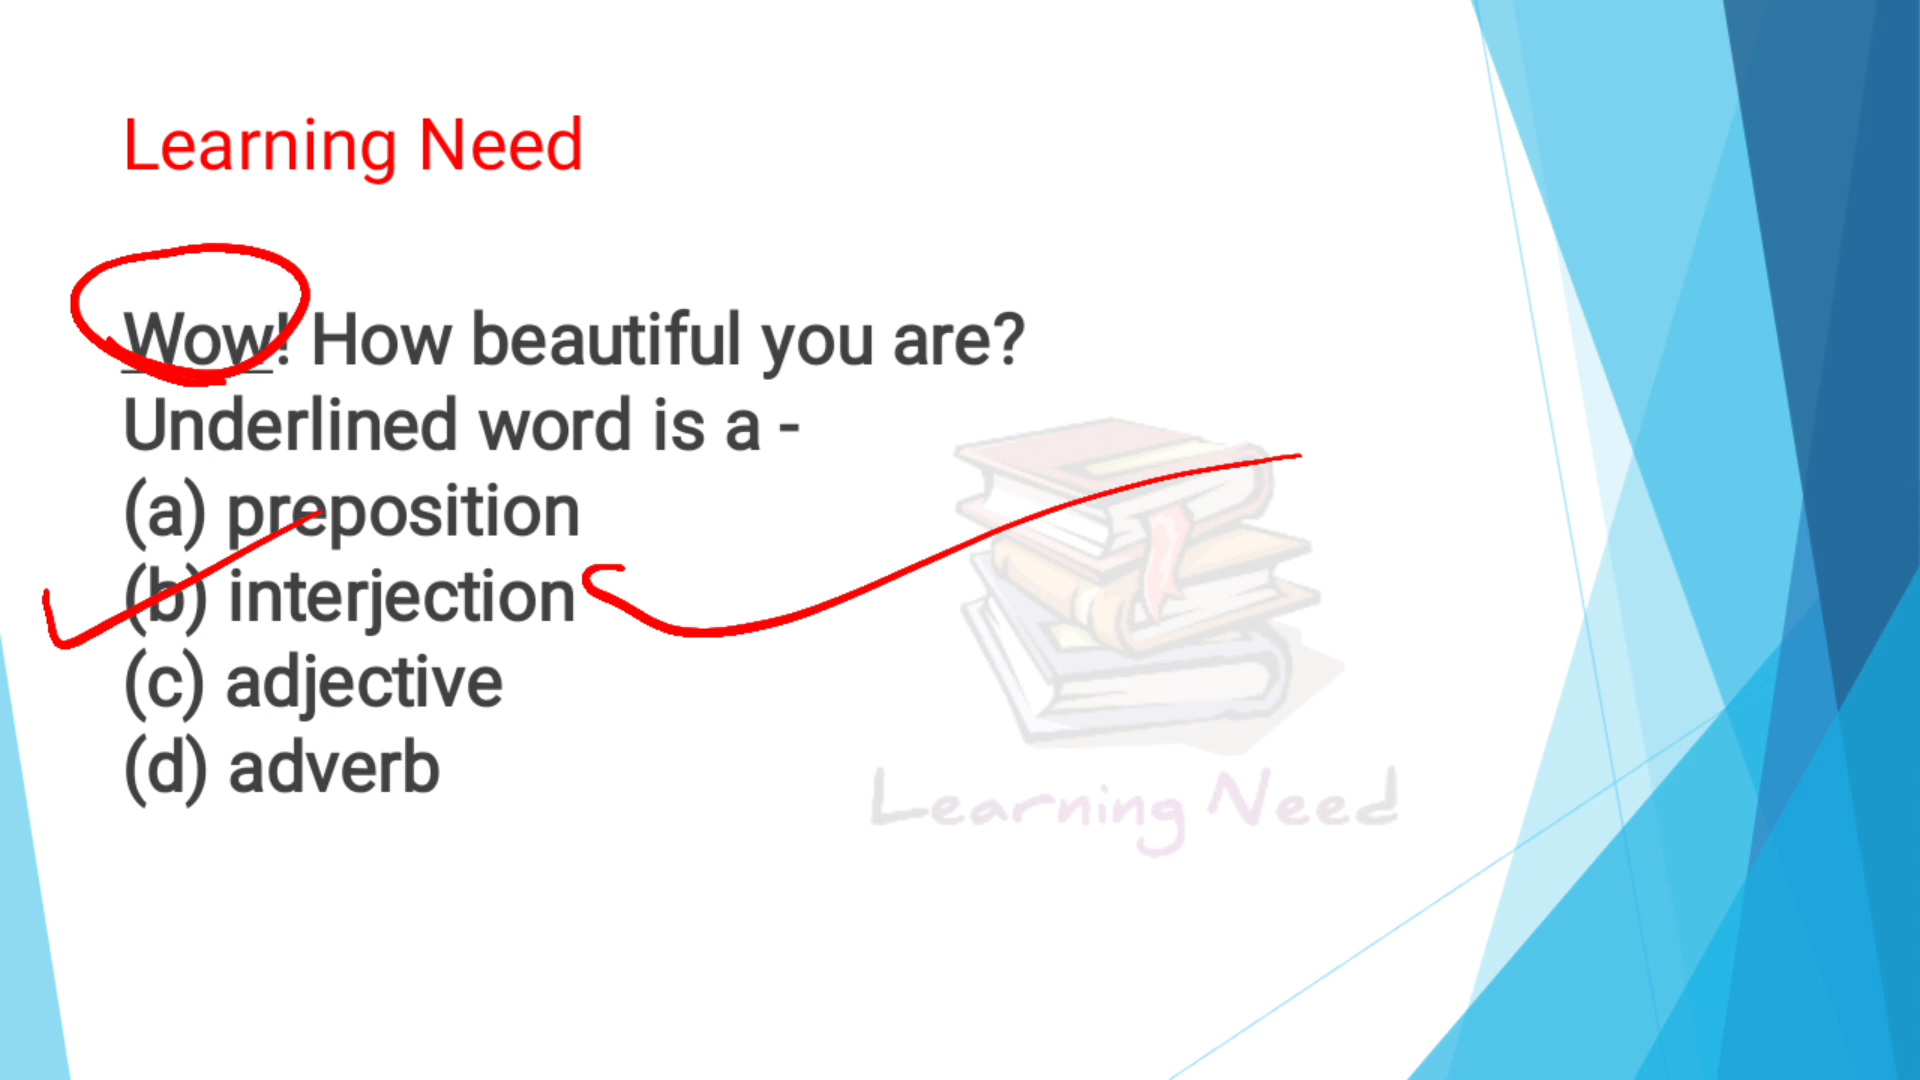 Learning Need
Wow! How beautiful you are?
Underlined word is a -
(a) preposition
(b) interjection
(c) adjective
(d) adverb
Learning Need